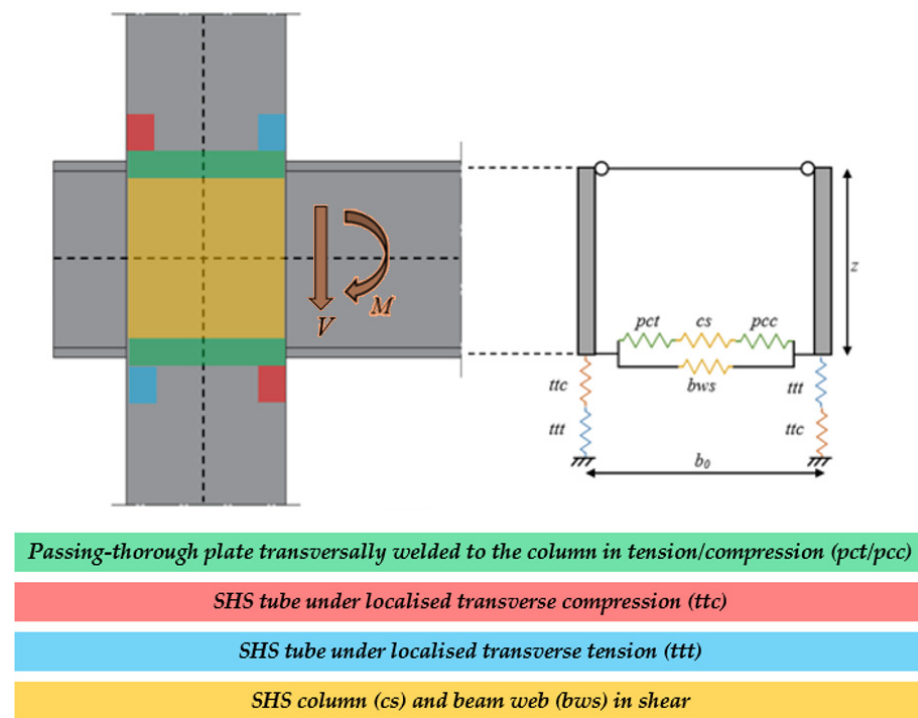 V
M
z
pct
cs
pcc
bws
ttc
ttt
ttt
ttc
b₀
Passing-thorough plate transversally welded to the column in tension/compression (pct/pcc)
SHS tube under localised transverse compression (ttc)
SHS tube under localised transverse tension (ttt)
SHS column (cs) and beam web (bws) in shear